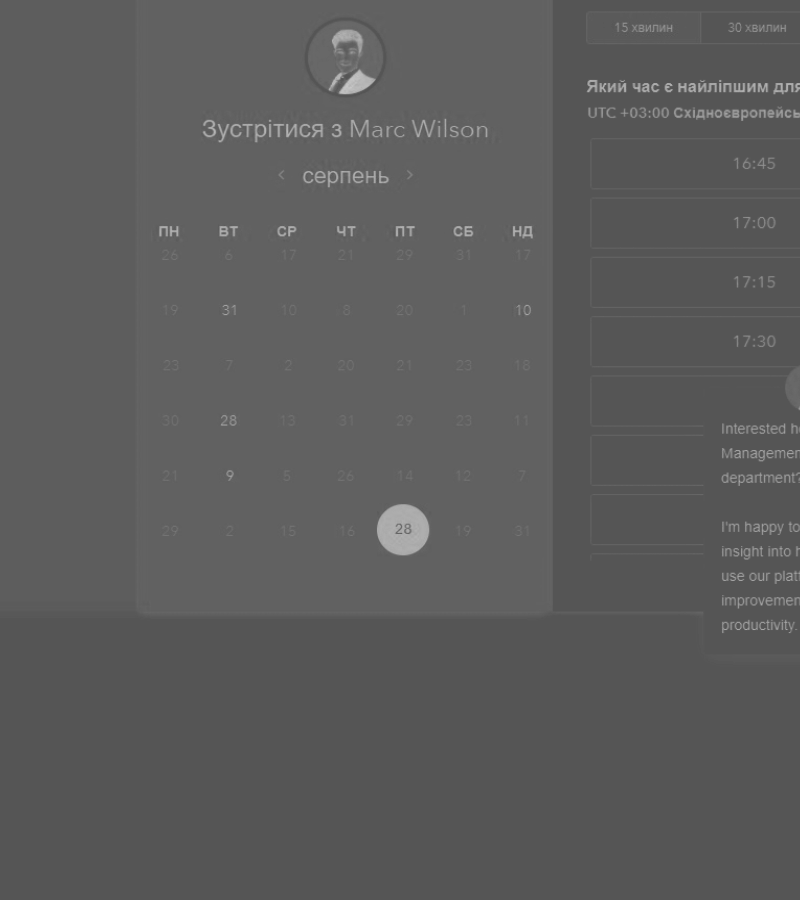 Зустрітися з Marc Wilson
‹ серпень ›
ПН ВТ СР ЧТ ПТ СБ НД
26 6 17 21 29 31 17
19 31 10 8 20 1 10
23 7 2 20 21 23 18
30 28 13 31 29 23 11
21 9 5 26 14 12 7
29 2 15 16 28 19 31
15 хвилин 30 хвилин
Який час є найліпшим для
UTC +03:00 Східноєвропейсь
16:45
17:00
17:15
17:30
Interested h
Managemen
department?
I'm happy to
insight into h
use our platf
improvemen
productivity.